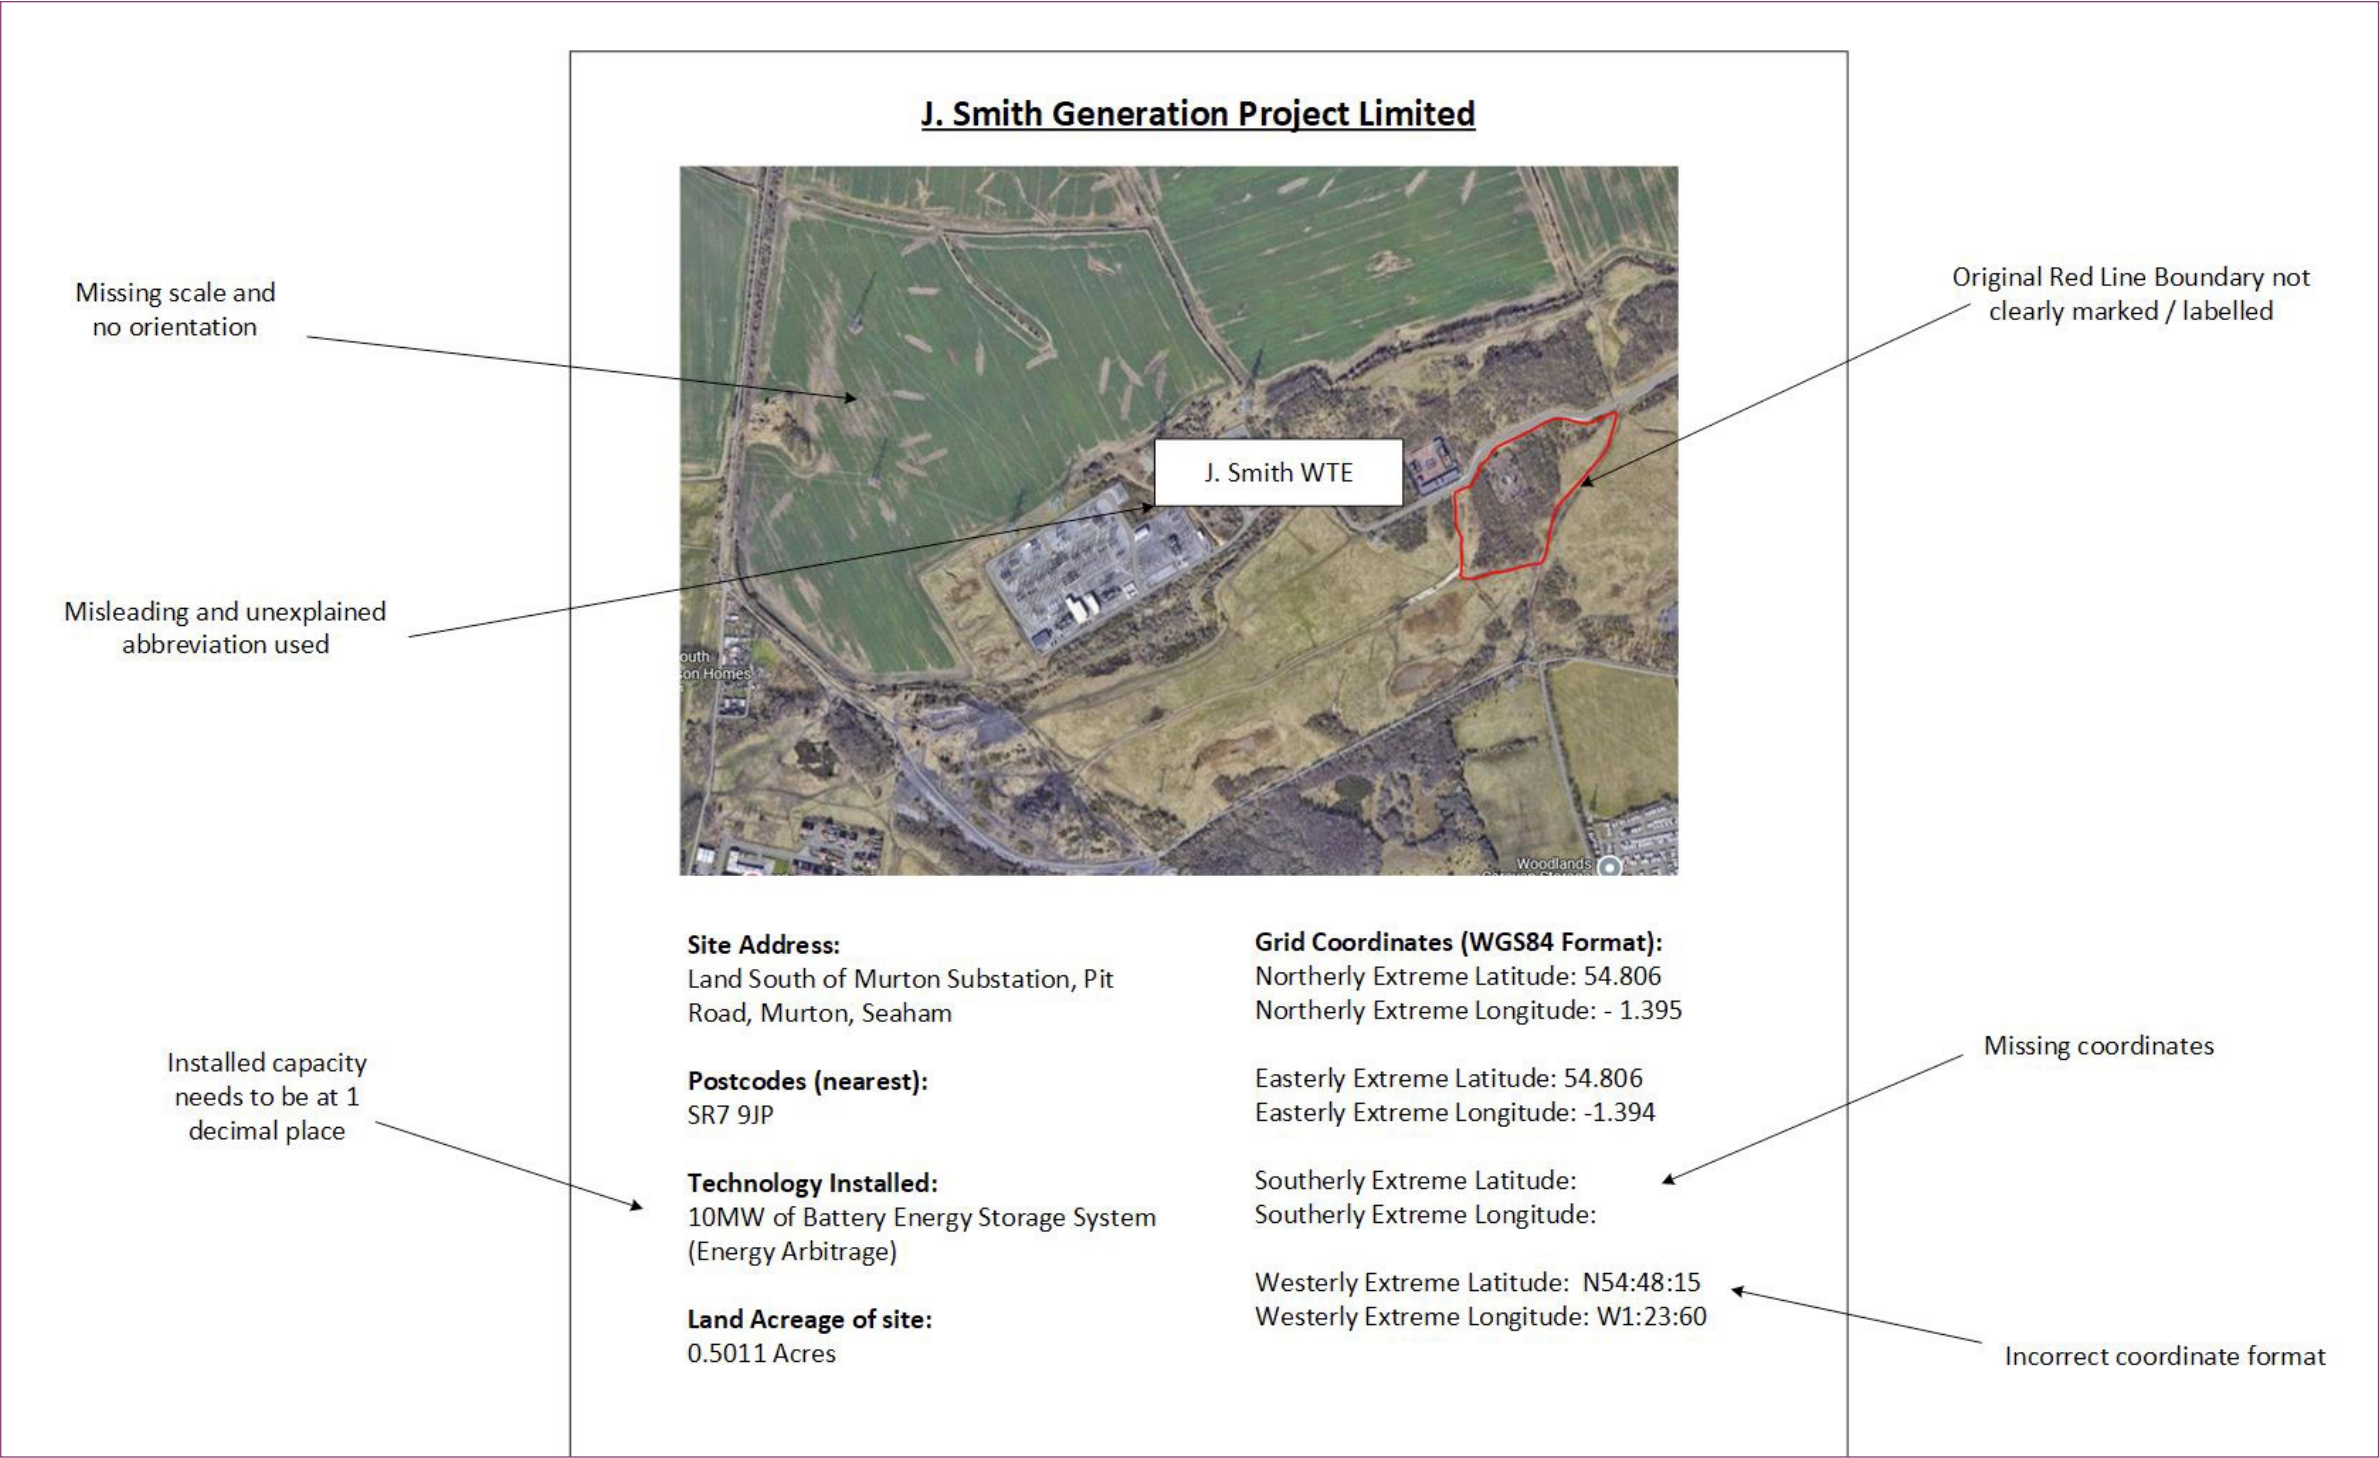 J. Smith Generation Project Limited
Missing scale and
no orientation
Original Red Line Boundary not
clearly marked / labelled
J. Smith WTE
Misleading and unexplained
abbreviation used
outh
son Homes
Woodlands
Site Address:
Land South of Murton Substation, Pit
Road, Murton, Seaham
Postcodes (nearest):
SR7 9JP
Technology Installed:
10MW of Battery Energy Storage System
(Energy Arbitrage)
Land Acreage of site:
0.5011 Acres
Installed capacity
needs to be at 1
decimal place
Grid Coordinates (WGS84 Format):
Northerly Extreme Latitude: 54.806
Northerly Extreme Longitude: - 1.395
Easterly Extreme Latitude: 54.806
Easterly Extreme Longitude: -1.394
Southerly Extreme Latitude:
Southerly Extreme Longitude:
Westerly Extreme Latitude:  N54:48:15
Westerly Extreme Longitude: W1:23:60
Missing coordinates
Incorrect coordinate format